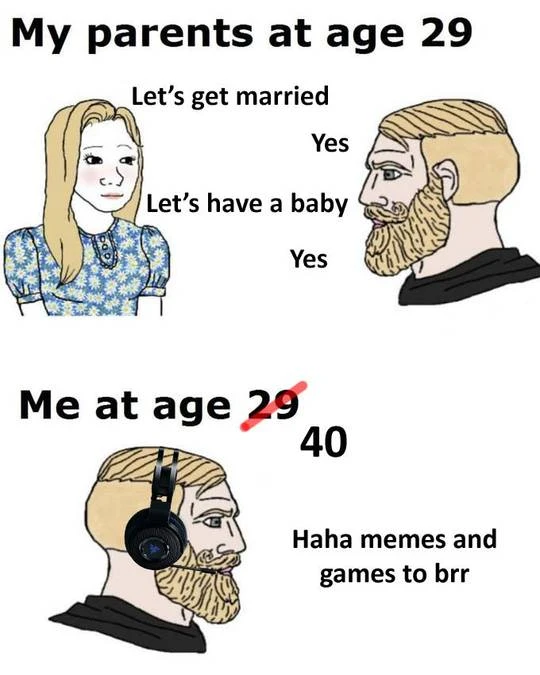 My parents at age 29
Let's get married
Yes
Let's have a baby
Yes
Me at age 29
40
Haha memes and
games to brr